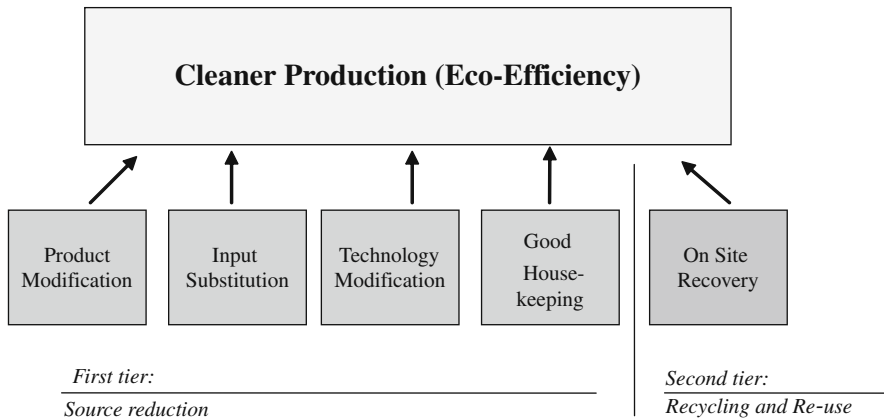 Cleaner Production (Eco-Efficiency)
Product
Modification
Input
Substitution
Technology
Modification
Good
House-
keeping
On Site
Recovery
First tier:
Source reduction
Second tier:
Recycling and Re-use